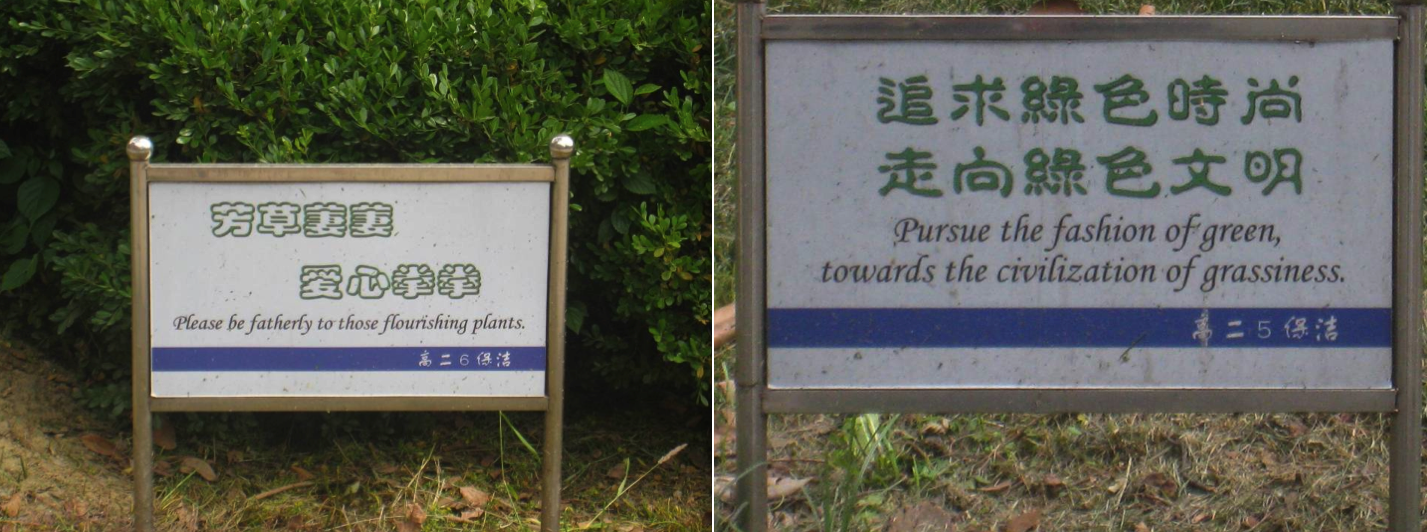 芳草萋萋
爱心拳拳
Please be fatherly to those flourishing plants.
高二6保洁
追求綠色時尚
走向綠色文明
Pursue the fashion of green,
towards the civilization of grassiness.
高二5保洁